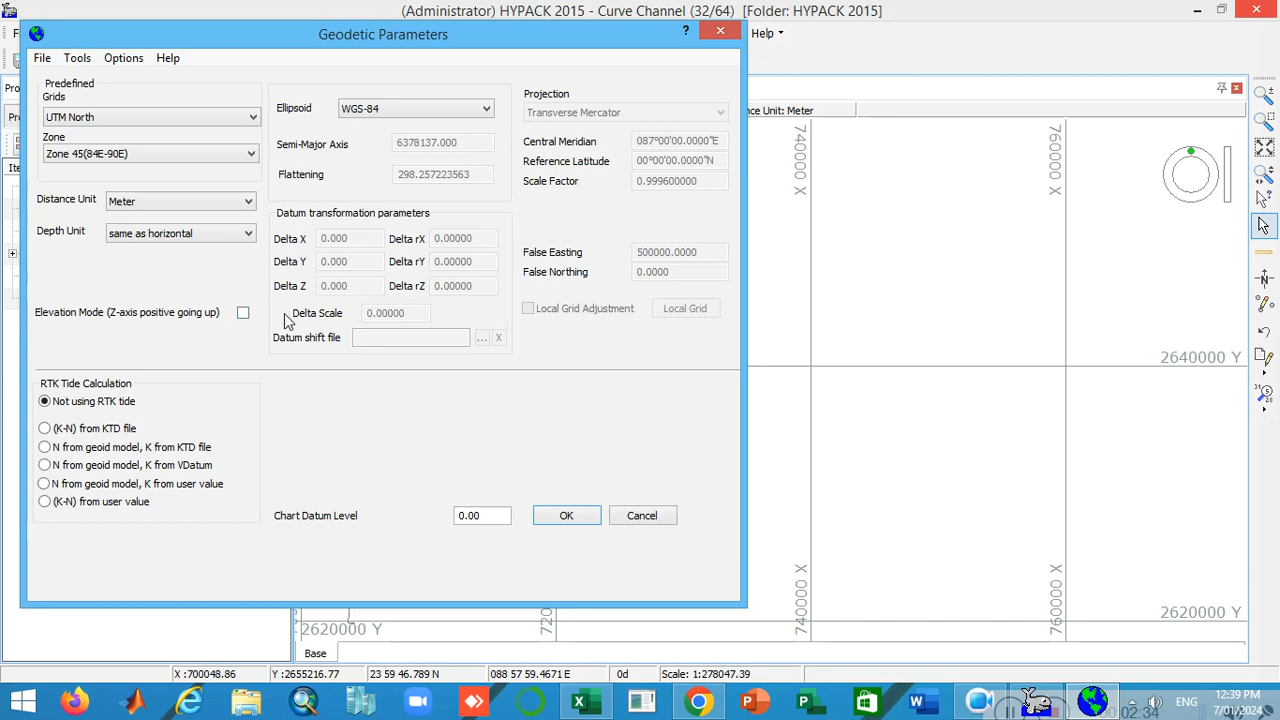 (Administrator) HYPACK 2015 - Curve Channel (32/64) [Folder: HYPACK 2015]
Geodetic Parameters
?
Help
File Tools Options Help
Predefined
Grids
UTM North
Zone
Zone 45(84E-90E)
Distance Unit Meter
Depth Unit same as horizontal
Elevation Mode (Z-axis positive going up)
Ellipsoid WGS-84
Semi-Major Axis 6378137.000
Flattening 298.257223563
Datum transformation parameters
Delta X 0.000 Delta rX 0.00000
Delta Y 0.000 Delta rY 0.00000
Delta Z 0.000 Delta rZ 0.00000
Delta Scale 0.00000
Datum shift file ... X
Projection
Transverse Mercator
Central Meridian 087°00'00.0000"E
Reference Latitude 00°00'00.0000"N
Scale Factor 0.999600000
False Easting 500000.0000
False Northing 0.0000
Local Grid Adjustment Local Grid
RTK Tide Calculation
Not using RTK tide
(K-N) from KTD file
N from geoid model, K from KTD file
N from geoid model, K from VDatum
N from geoid model, K from user value
(K-N) from user value
Chart Datum Level 0.00 OK Cancel
nce Unit: Meter
740000 X
760000 X
2640000 Y
740000 X
760000 X
2620000 Y
2620000 Y
720
Base
X :700048.86 Y :2655216.77 23 59 46.789 N 088 57 59.4671 E 0d Scale: 1:278047.39
ENG
12:39 PM
7/01/2024